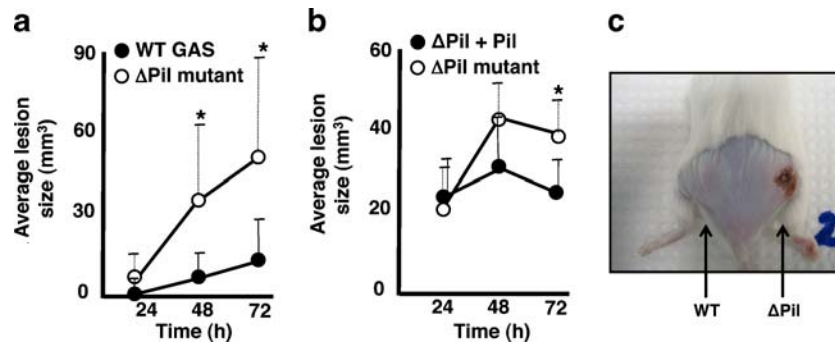 a
90
60
30
0
Average lesion
size (mm³)
● WT GAS
○ ΔPil mutant
*
*
24 48 72
Time (h)
b
60
40
20
0
Average lesion
size (mm³)
● ΔPil + Pil
○ ΔPil mutant
*
24 48 72
Time (h)
c
2
WT ΔPil